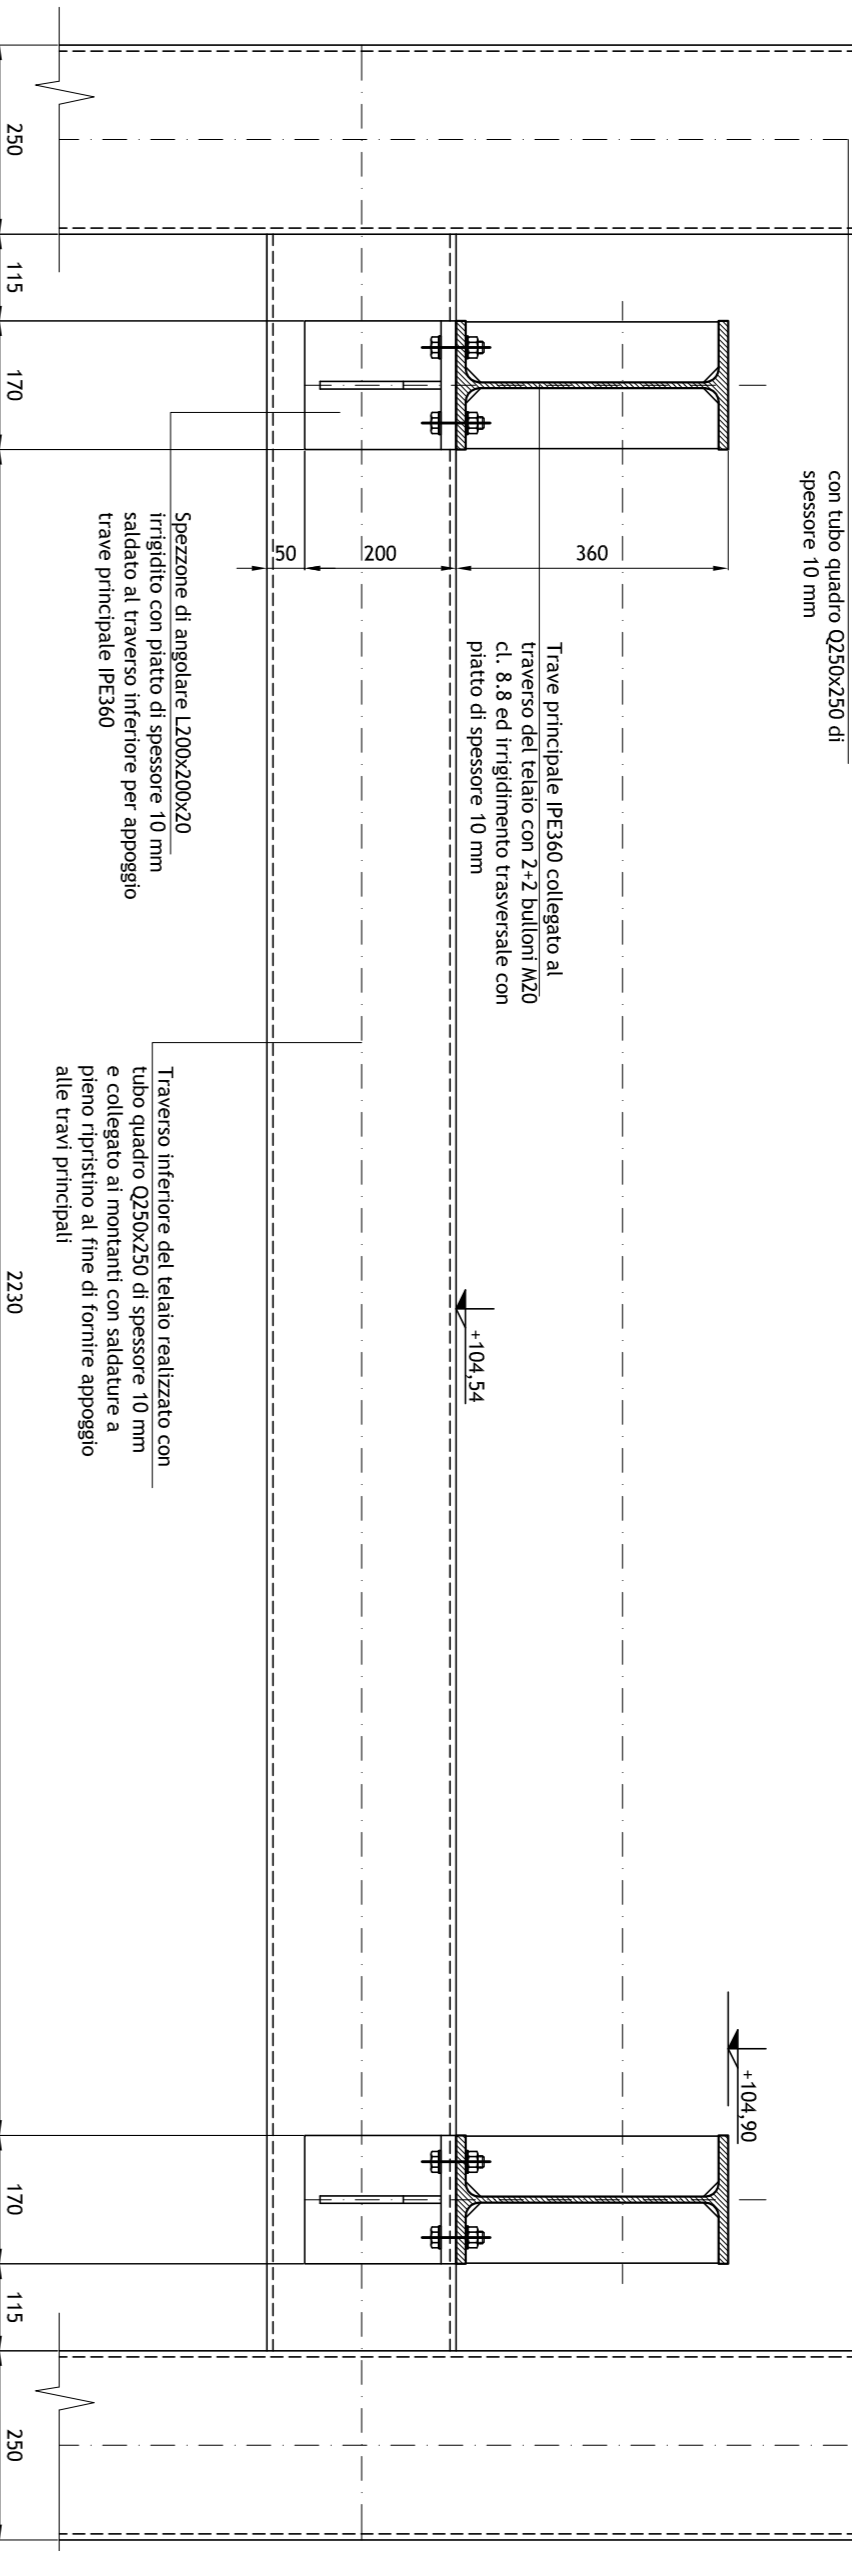 con tubo quadro Q250x250 di
spessore 10 mm
Trave principale IPE360 collegato al
traverso del telaio con 2+2 bulloni M20
cl. 8.8 ed irrigidimento trasversale con
piatto di spessore 10 mm
+104,90
+104,54
360
200
50
Spezzone di angolare L200x200x20
irrigidito con piatto di spessore 10 mm
saldato al traverso inferiore per appoggio
trave principale IPE360
Traverso inferiore del telaio realizzato con
tubo quadro Q250x250 di spessore 10 mm
e collegato ai montanti con saldature a
pieno ripristino al fine di fornire appoggio
alle travi principali
250
115
170
2230
170
115
250